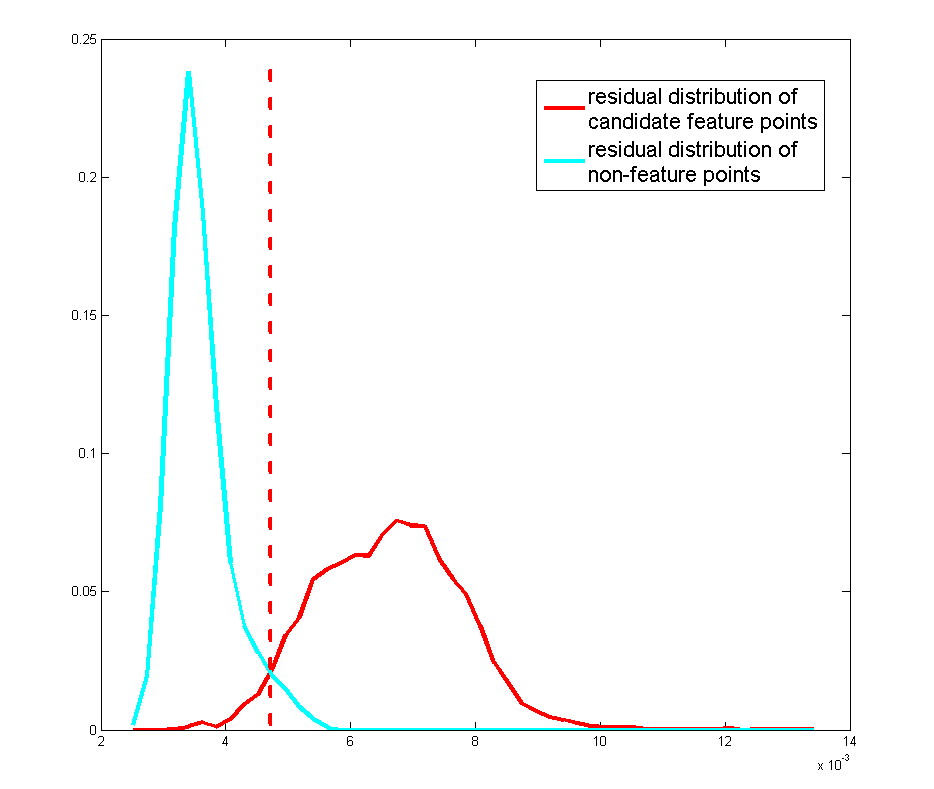 0.25
0.2
0.15
0.1
0.05
0
2 4 6 8 10 12 14
x 10-3
residual distribution of
candidate feature points
residual distribution of
non-feature points